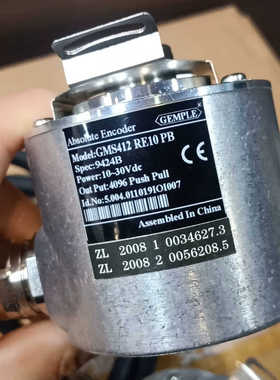 GEMPLE
Absolute Encoder
Model:GMS412 RE10 PB
Spec:9424B
Power:10-30Vdc
Out Put:4096 Push Pull
Id.No:5.004.011019IO1007
CE
Assembled In China
ZL 2008 1 0034627.3
ZL 2008 2 0056208.5